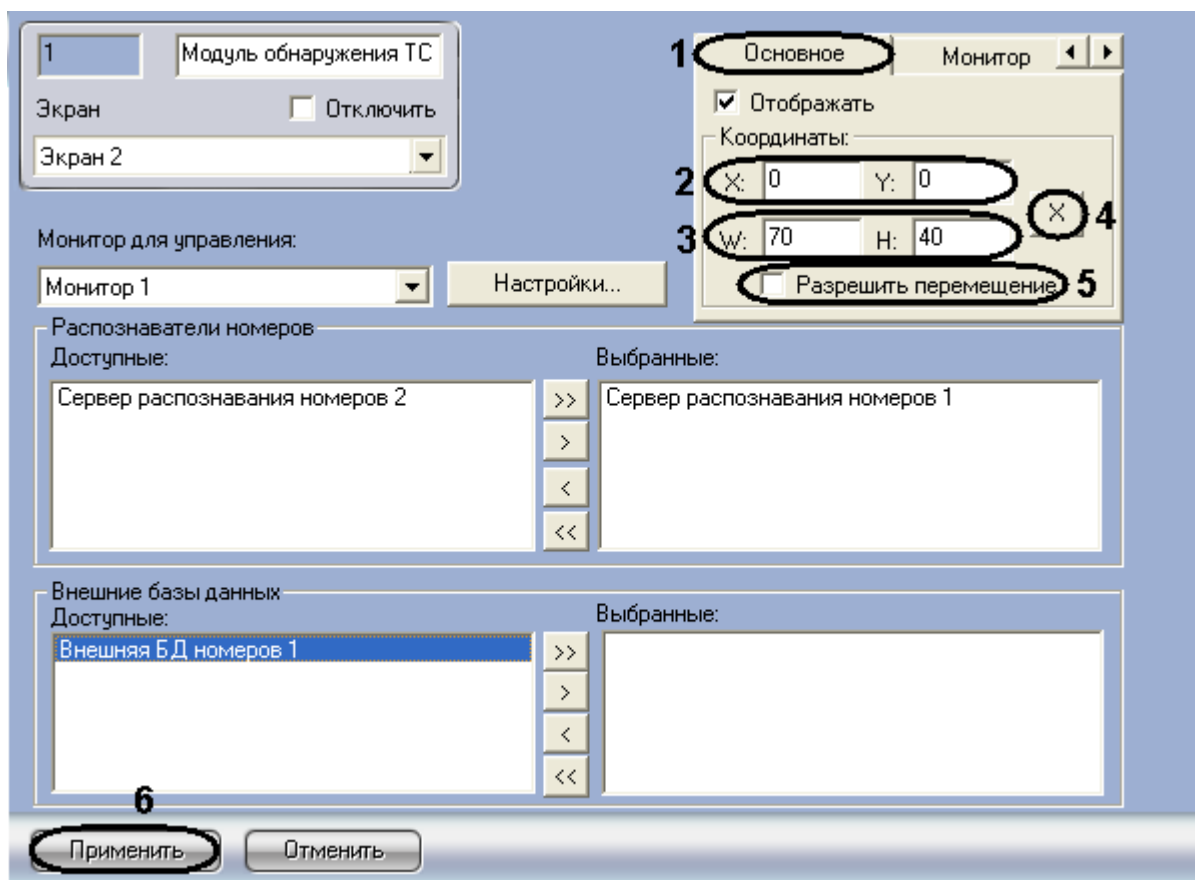 1 Модуль обнаружения ТС
Экран Отключить
Экран 2
1 Основное Монитор
Отображать
Координаты:
2 X: 0 Y: 0
X 4
3 W: 70 H: 40
Разрешить перемещение 5
Монитор для управления:
Монитор 1 Настройки...
Распознаватели номеров
Доступные: Выбранные:
Сервер распознавания номеров 2 >> Сервер распознавания номеров 1
>
<
<<
Внешние базы данных
Доступные: Выбранные:
Внешняя БД номеров 1 >>
>
<
<<
6
Применить Отменить